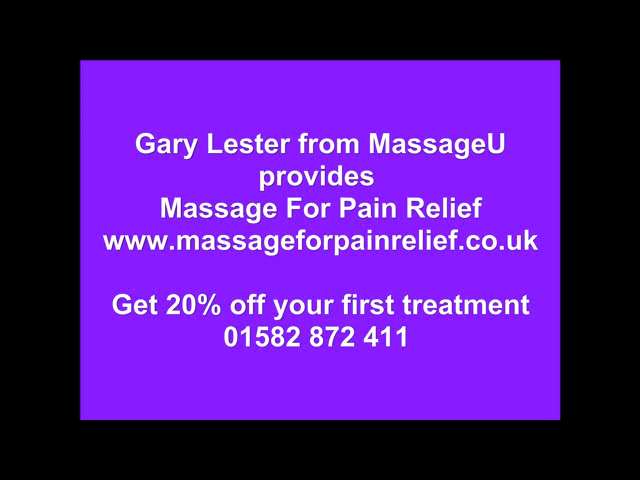 Gary Lester from MassageU
provides
Massage For Pain Relief
www.massageforpainrelief.co.uk
Get 20% off your first treatment
01582 872 411